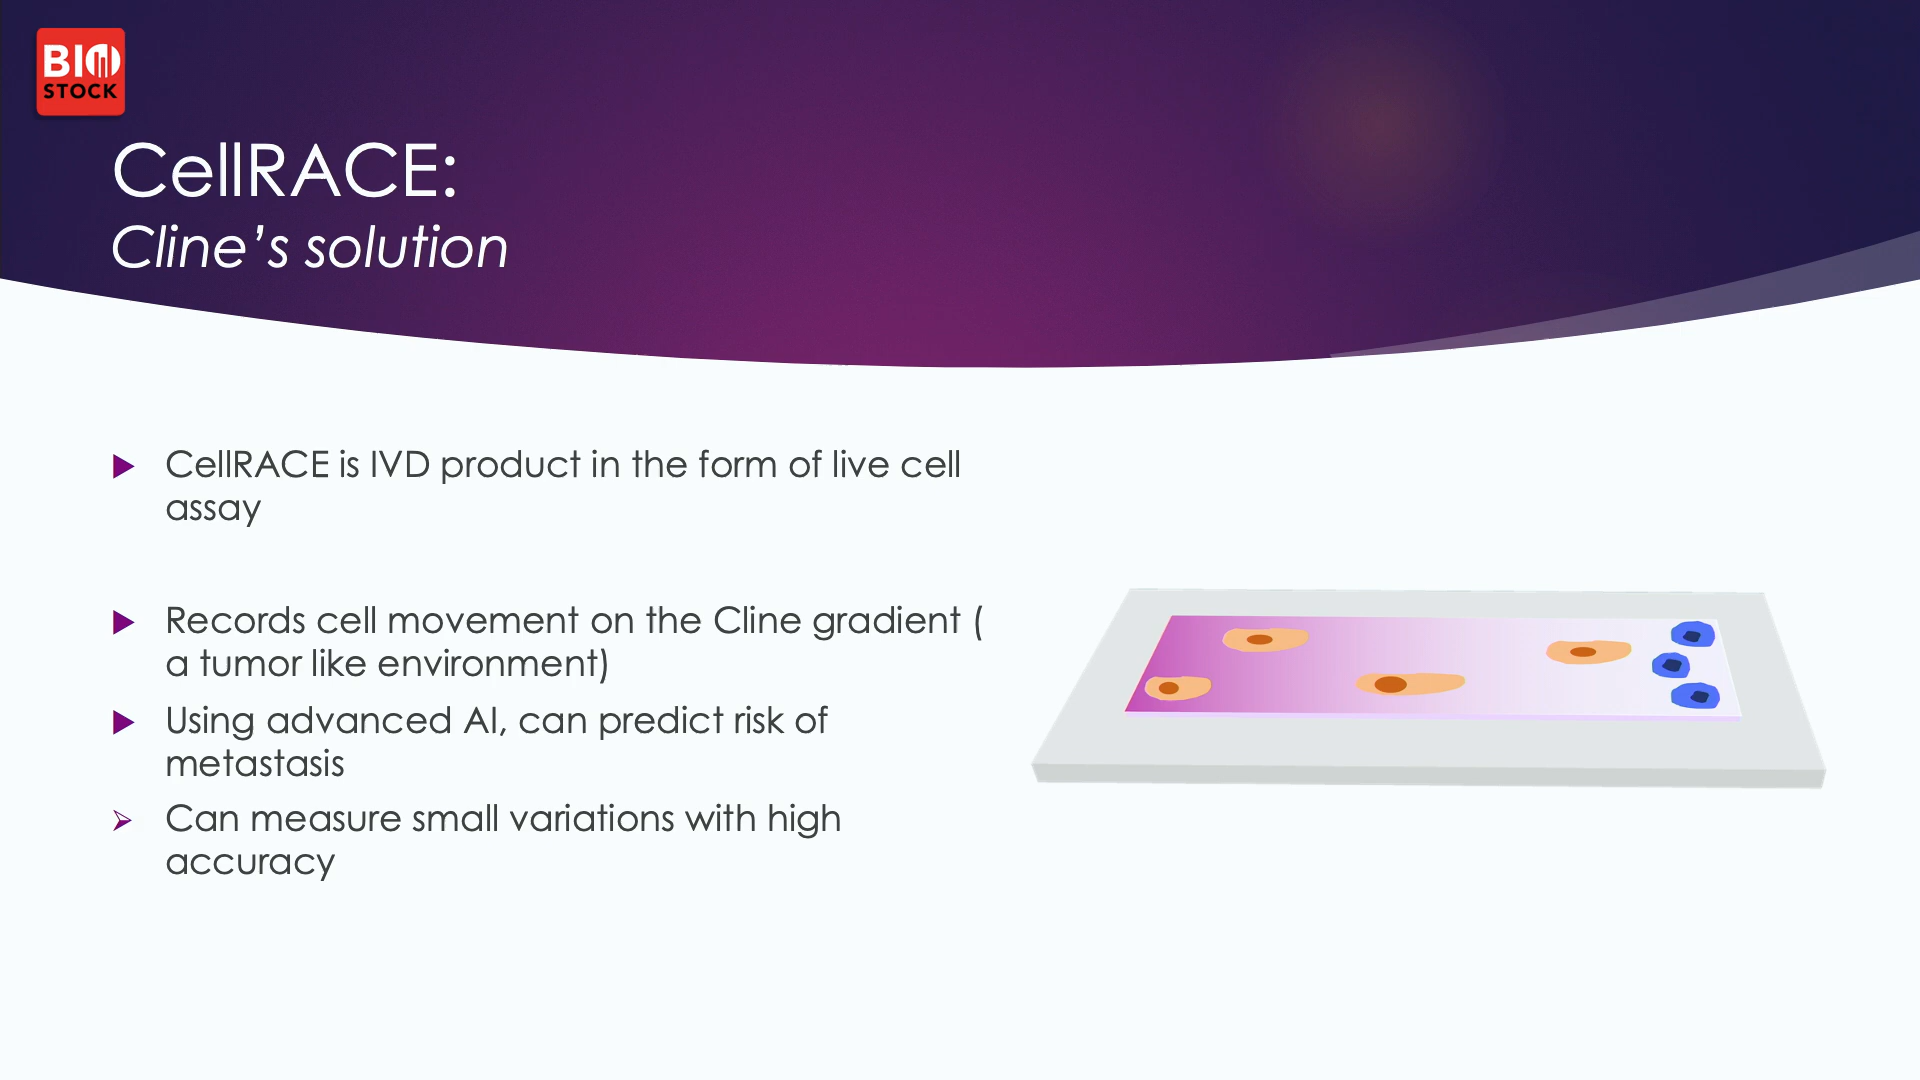 BIO
STOCK
CellRACE:
Cline’s solution
CellRACE is IVD product in the form of live cell
assay
Records cell movement on the Cline gradient (
a tumor like environment)
Using advanced AI, can predict risk of
metastasis
Can measure small variations with high
accuracy